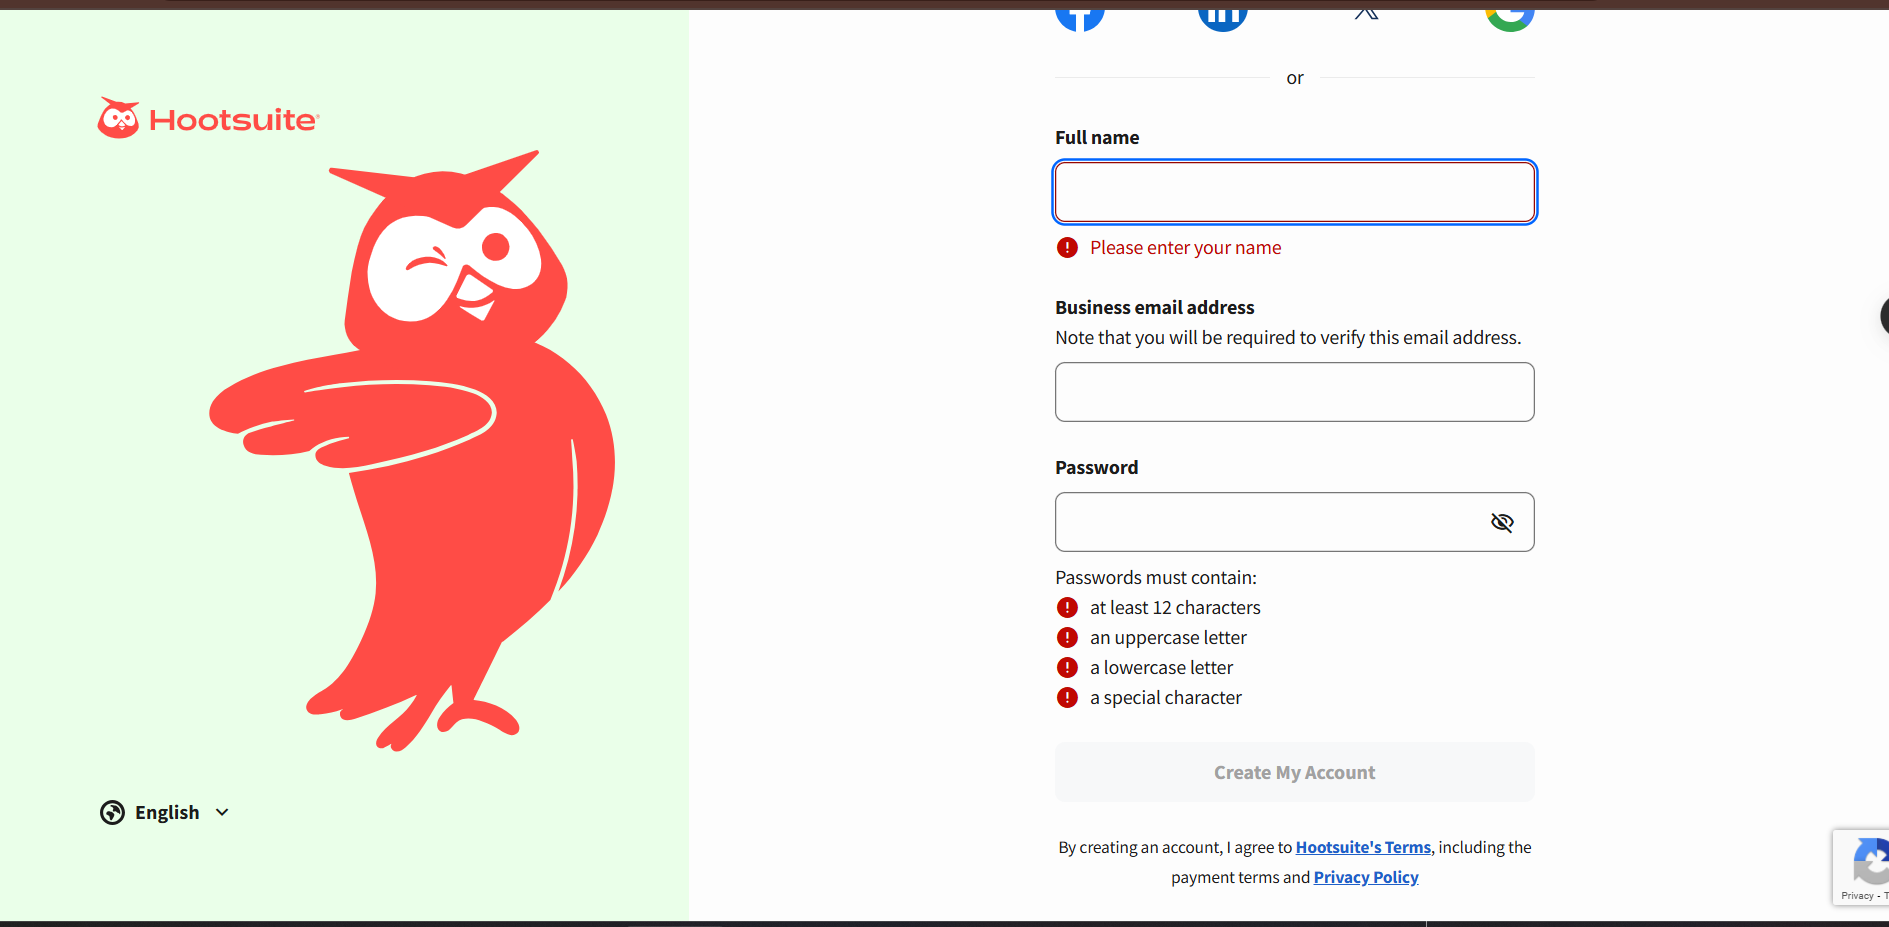 Hootsuite
or
Full name
Please enter your name
Business email address
Note that you will be required to verify this email address.
Password
Passwords must contain:
at least 12 characters
an uppercase letter
a lowercase letter
a special character
Create My Account
By creating an account, I agree to Hootsuite's Terms, including the
payment terms and Privacy Policy
English
Privacy -